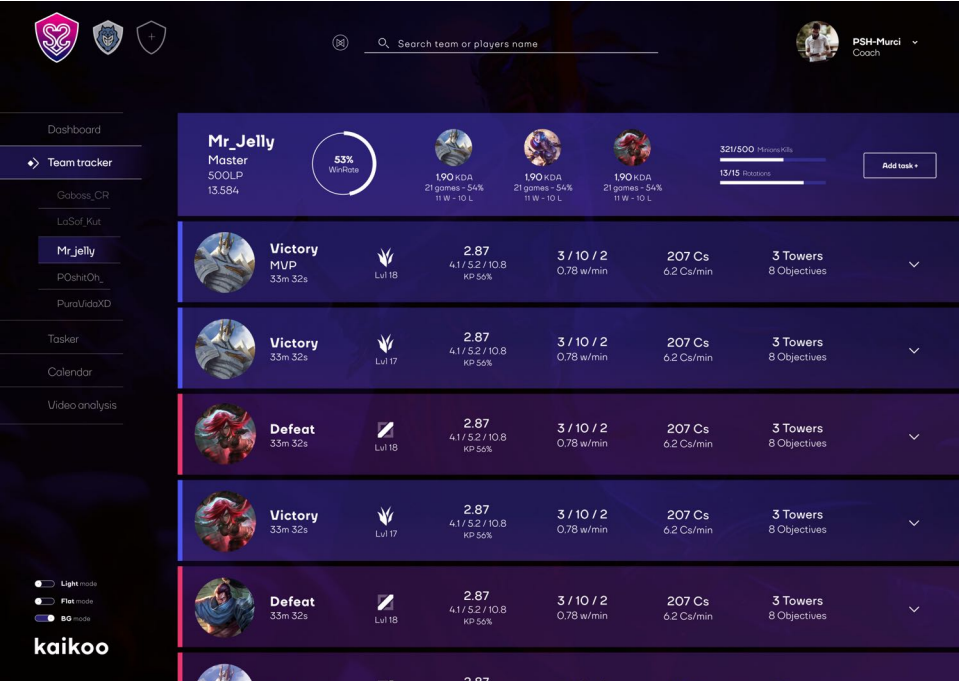 +
Search team or players name
PSH-Murci
Coach
Dashboard
Team tracker
Gaboss_CR
LaSof_Kut
Mr_jelly
POshitOh_
PuraVidaXD
Tasker
Calendar
Video analysis
Light mode
Flat mode
BG mode
kaikoo
Mr_Jelly
Master
500LP
13.584
53%
WinRate
1,90 KDA
21 games - 54%
11 W - 10 L
1,90 KDA
21 games - 54%
11 W - 10 L
1,90 KDA
21 games - 54%
11 W - 10 L
321/500 Minions Kills
13/15 Rotations
Add task +
Victory
MVP
33m 32s
Lvl 18
2.87
4.1 / 5.2 / 10.8
KP 56%
3 / 10 / 2
0.78 w/min
207 Cs
6.2 Cs/min
3 Towers
8 Objectives
Victory
33m 32s
Lvl 17
2.87
4.1 / 5.2 / 10.8
KP 56%
3 / 10 / 2
0.78 w/min
207 Cs
6.2 Cs/min
3 Towers
8 Objectives
Defeat
33m 32s
Lvl 18
2.87
4.1 / 5.2 / 10.8
KP 56%
3 / 10 / 2
0.78 w/min
207 Cs
6.2 Cs/min
3 Towers
8 Objectives
Victory
33m 32s
Lvl 17
2.87
4.1 / 5.2 / 10.8
KP 56%
3 / 10 / 2
0.78 w/min
207 Cs
6.2 Cs/min
3 Towers
8 Objectives
Defeat
33m 32s
Lvl 18
2.87
4.1 / 5.2 / 10.8
KP 56%
3 / 10 / 2
0.78 w/min
207 Cs
6.2 Cs/min
3 Towers
8 Objectives